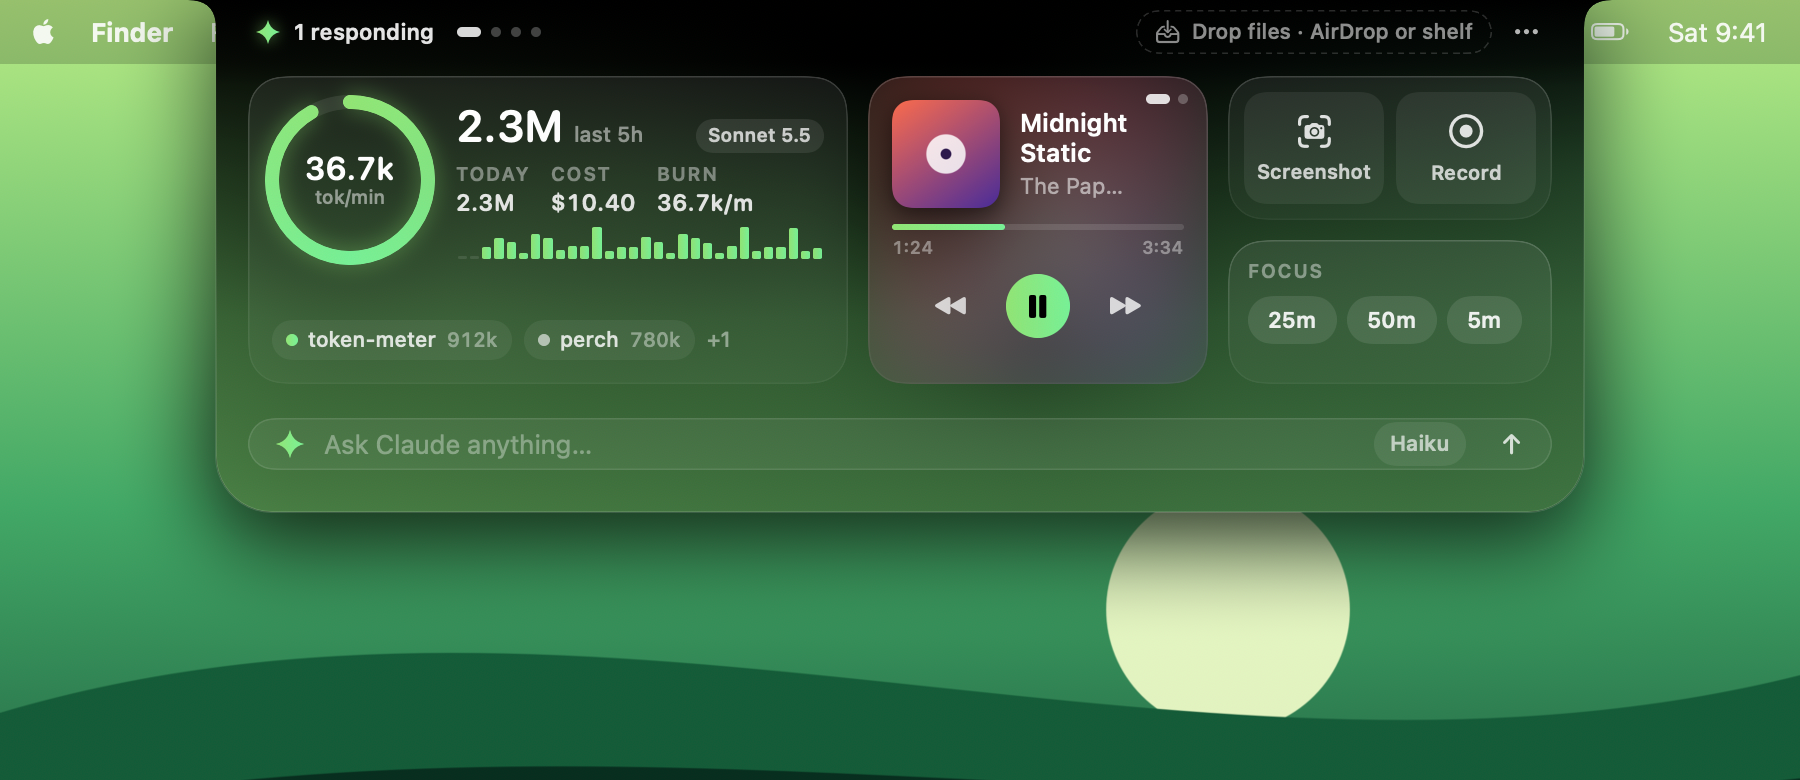 Finder
Sat 9:41
1 responding
Drop files · AirDrop or shelf
36.7k
tok/min
2.3M last 5h
Sonnet 5.5
TODAY COST BURN
2.3M $10.40 36.7k/m
token-meter 912k
perch 780k
+1
Midnight
Static
The Pap...
1:24 3:34
Screenshot
Record
FOCUS
25m 50m 5m
Ask Claude anything...
Haiku